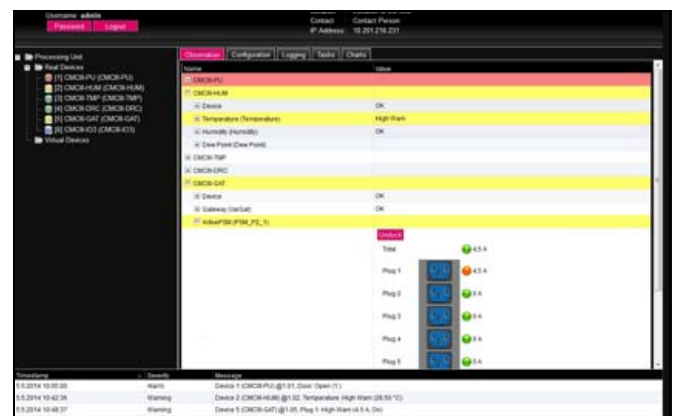 Username: admin
Password Logout
Contact : Contact Person
IP Address : 10.201.216.231
Processing Unit
Real Devices
[1] CMCIII-PU (CMCIII-PU)
[2] CMCIII-HUM (CMCIII-HUM)
[3] CMCIII-TMP (CMCIII-TMP)
[4] CMCIII-DRC (CMCIII-DRC)
[5] CMCIII-GAT (CMCIII-GAT)
[6] CMCIII-IO3 (CMCIII-IO3)
Virtual Devices
Observation Configuration Logging Tasks Charts
Name Value
CMCIII-PU
CMCIII-HUM
Device OK
Temperature (Temperature) High Warn
Humidity (Humidity) OK
Dew Point (Dew Point)
CMCIII-TMP
CMCIII-DRC
CMCIII-GAT
Device OK
Gateway OK
ActivePSM (PSM_P2_1)
Unlock
Total 4.5 A
Plug 1 4.5 A
Plug 2 0 A
Plug 3 0 A
Plug 4 0 A
Plug 5 0 A
Timestamp Severity Message
5.5.2014 Alarm Device 1 (CMCIII-PU) @1.01, Door: Open (1)
5.5.2014 10:42:36 Warning Device 2 (CMCIII-HUM) @1.02, Temperature: High Warn
5.5.2014 10:48:37 Warning Device 5 (CMCIII-GAT) @1.05, Plug 1: High Warn (4.5 A, On)